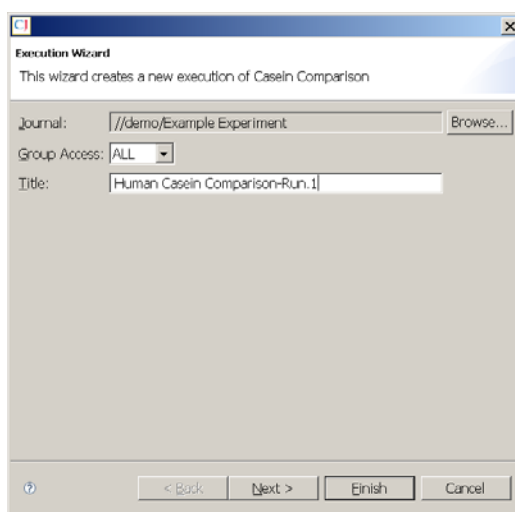 CJ
Execution Wizard
This wizard creates a new execution of Casein Comparison
Journal: //demo/Example Experiment Browse...
Group Access: ALL
Title: Human Casein Comparison-Run.1
? < Back Next > Finish Cancel